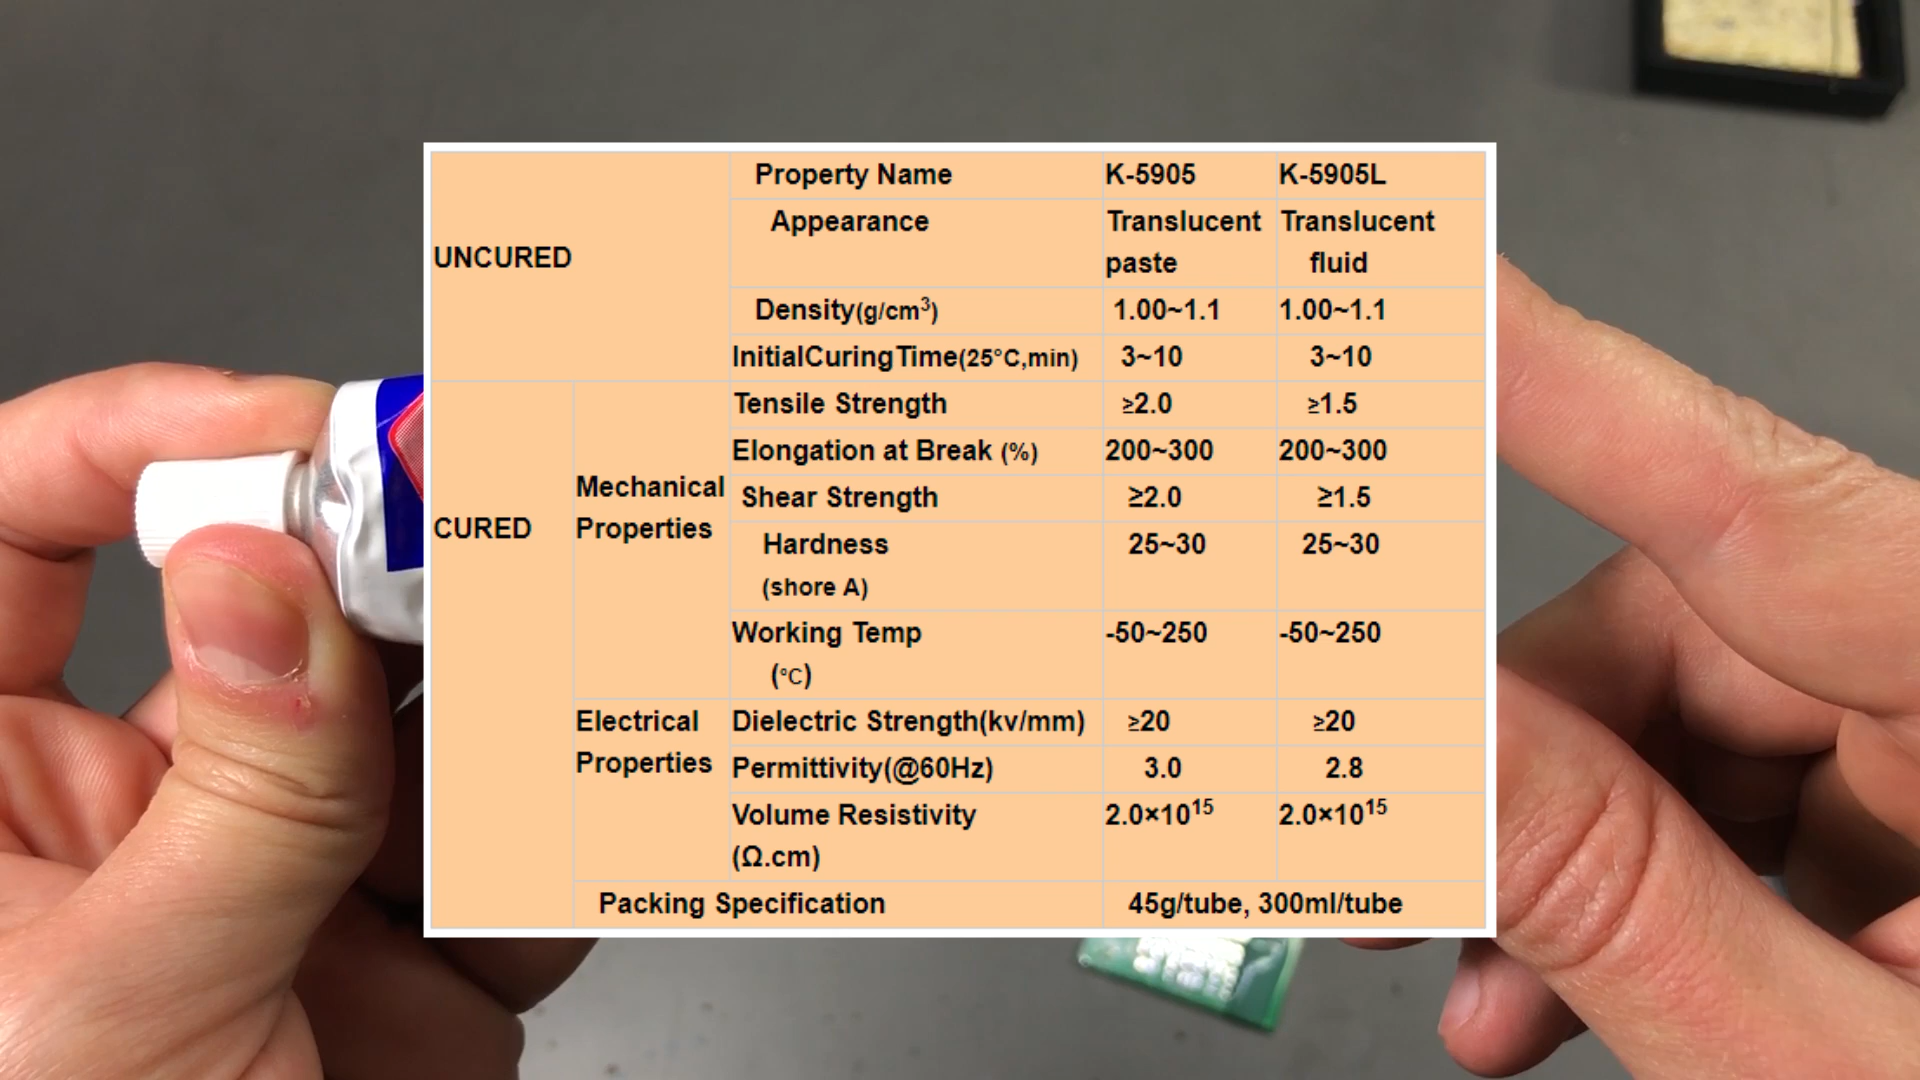 UNCURED
Property Name K-5905 K-5905L
Appearance Translucent paste Translucent fluid
Density(g/cm³) 1.00~1.1 1.00~1.1
InitialCuringTime(25°C,min) 3~10 3~10
CURED
Mechanical Properties
Tensile Strength ≥2.0 ≥1.5
Elongation at Break (%) 200~300 200~300
Shear Strength ≥2.0 ≥1.5
Hardness (shore A) 25~30 25~30
Working Temp (°C) -50~250 -50~250
Electrical Properties
Dielectric Strength(kv/mm) ≥20 ≥20
Permittivity(@60Hz) 3.0 2.8
Volume Resistivity (Ω.cm) 2.0×10¹⁵ 2.0×10¹⁵
Packing Specification 45g/tube, 300ml/tube